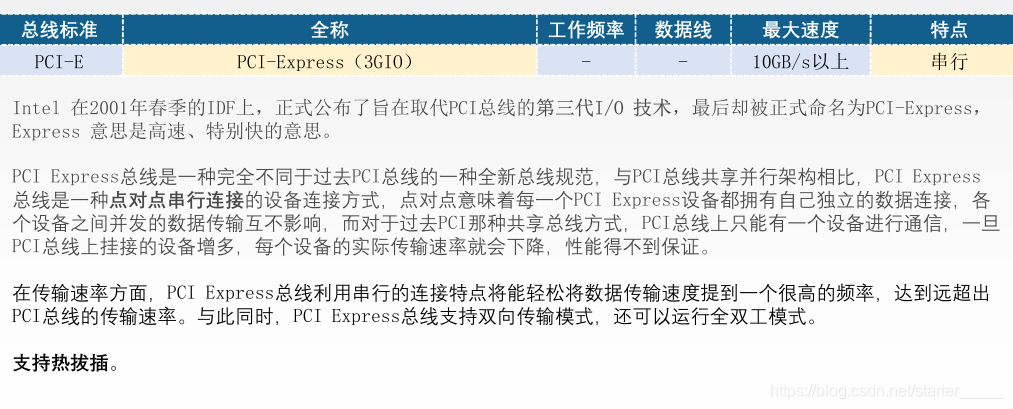 总线标准 全称 工作频率 数据线 最大速度 特点
PCI-E PCI-Express（3GIO） - - 10GB/s以上 串行
Intel 在2001年春季的IDF上，正式公布了旨在取代PCI总线的第三代I/O 技术，最后却被正式命名为PCI-Express，
Express 意思是高速、特别快的意思。
PCI Express总线是一种完全不同于过去PCI总线的一种全新总线规范，与PCI总线共享并行架构相比，PCI Express
总线是一种点对点串行连接的设备连接方式，点对点意味着每一个PCI Express设备都拥有自己独立的数据连接，各
个设备之间并发的数据传输互不影响，而对于过去PCI那种共享总线方式，PCI总线上只能有一个设备进行通信，一旦
PCI总线上挂接的设备增多，每个设备的实际传输速率就会下降，性能得不到保证。
在传输速率方面，PCI Express总线利用串行的连接特点将能轻松将数据传输速度提到一个很高的频率，达到远超出
PCI总线的传输速率。与此同时，PCI Express总线支持双向传输模式，还可以运行全双工模式。
支持热拔插。
https://blog.csdn.net/starter_____